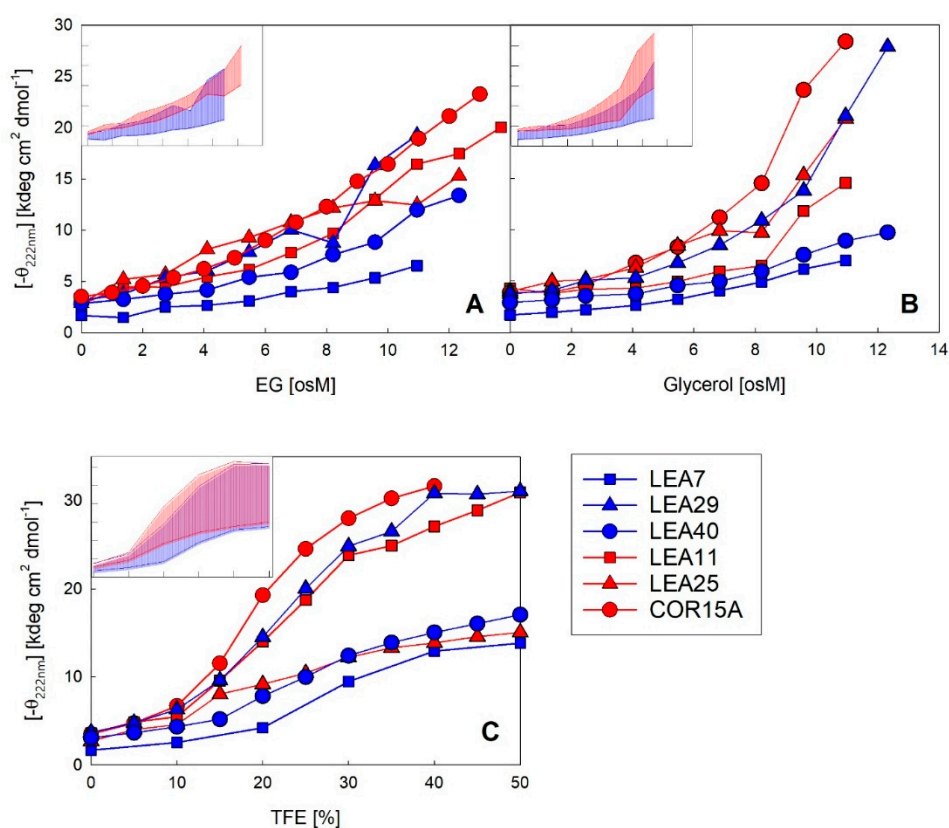 30
25
20
15
10
5
0
[-θ222nm] [kdeg cm² dmol⁻¹]
A
B
0 2 4 6 8 10 12
0 2 4 6 8 10 12 14
EG [osM]
Glycerol [osM]
30
20
10
0
[-θ222nm] [kdeg cm² dmol⁻¹]
C
0 10 20 30 40 50
TFE [%]
LEA7
LEA29
LEA40
LEA11
LEA25
COR15A